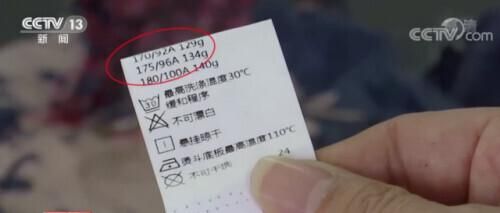 CCTV 13
新闻
CCTV.com
170/92A 129g
175/96A 134g
180/100A 140g
30
最高洗涤温度30℃
缓和程序
不可漂白
悬挂晾干
熨斗底板最高温度110℃
不可干洗
24